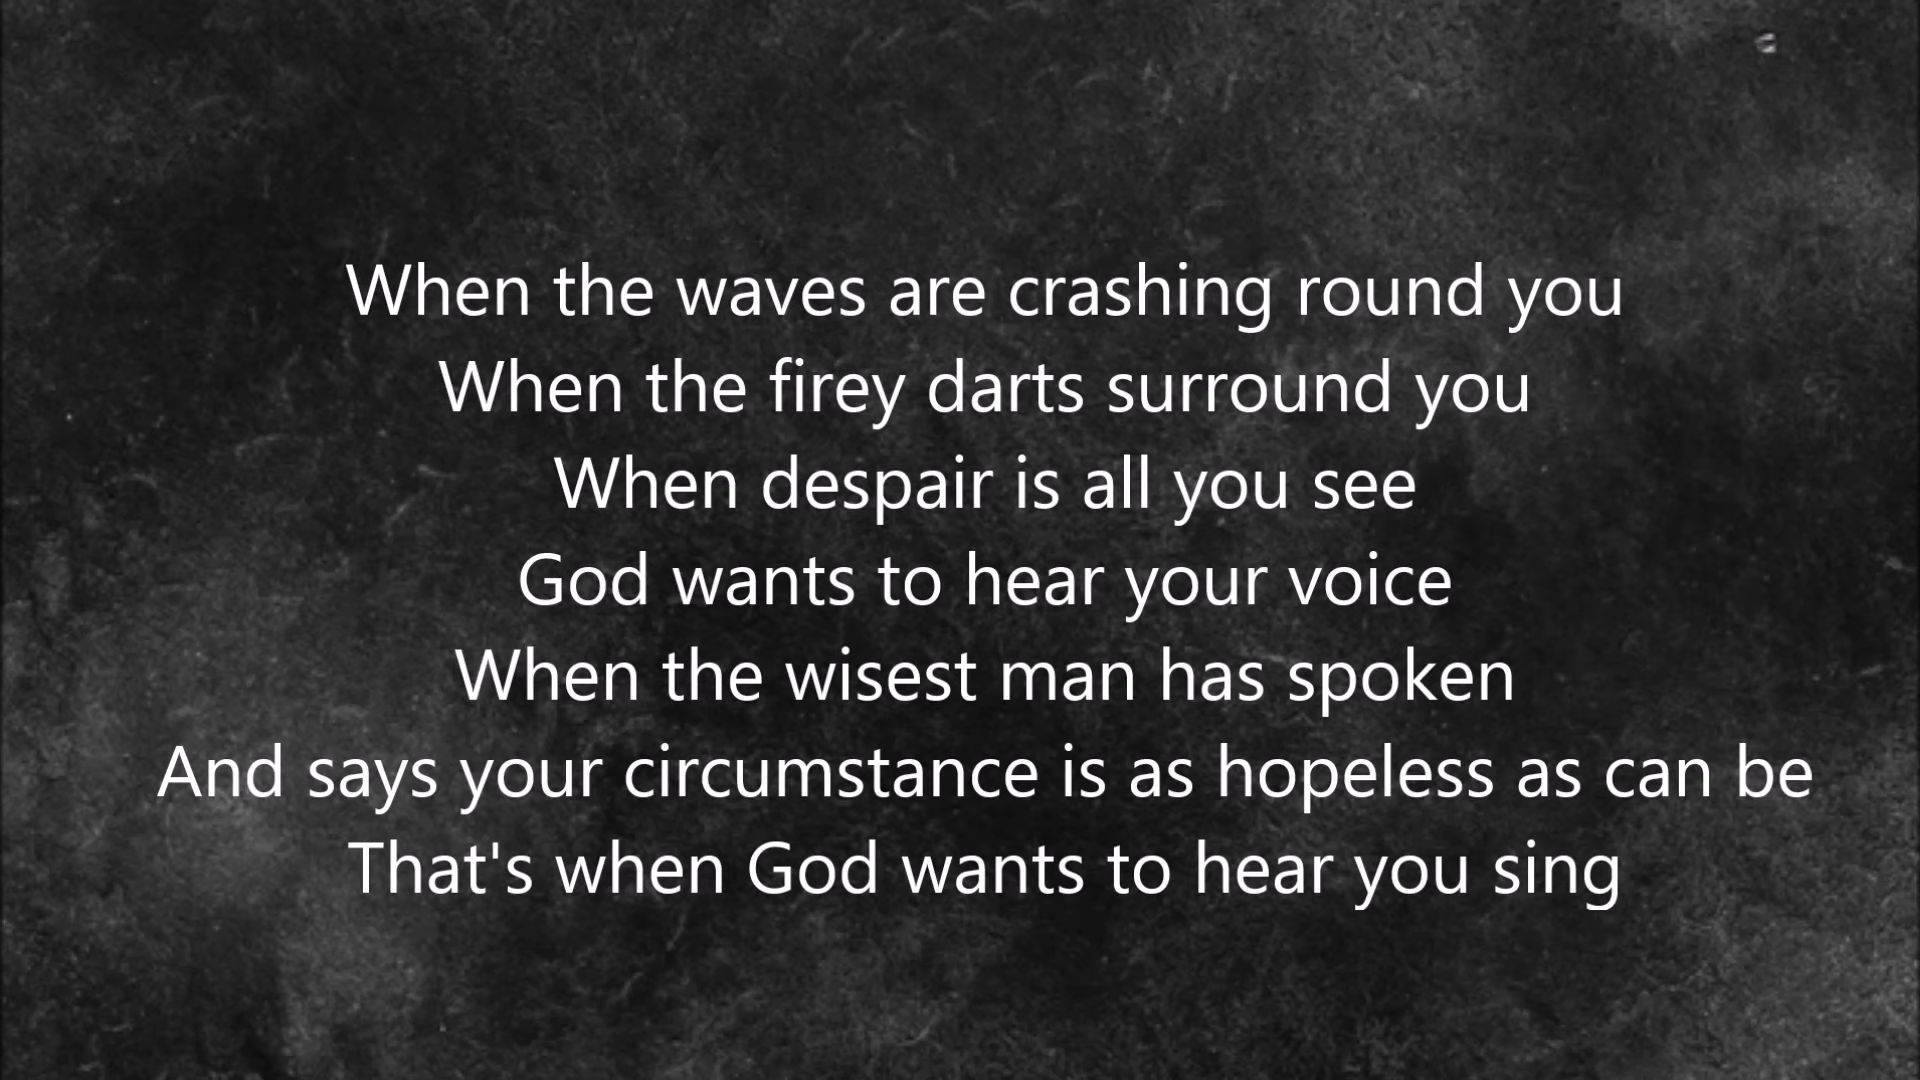 When the waves are crashing round you
When the firey darts surround you
When despair is all you see
God wants to hear your voice
When the wisest man has spoken
And says your circumstance is as hopeless as can be
That's when God wants to hear you sing